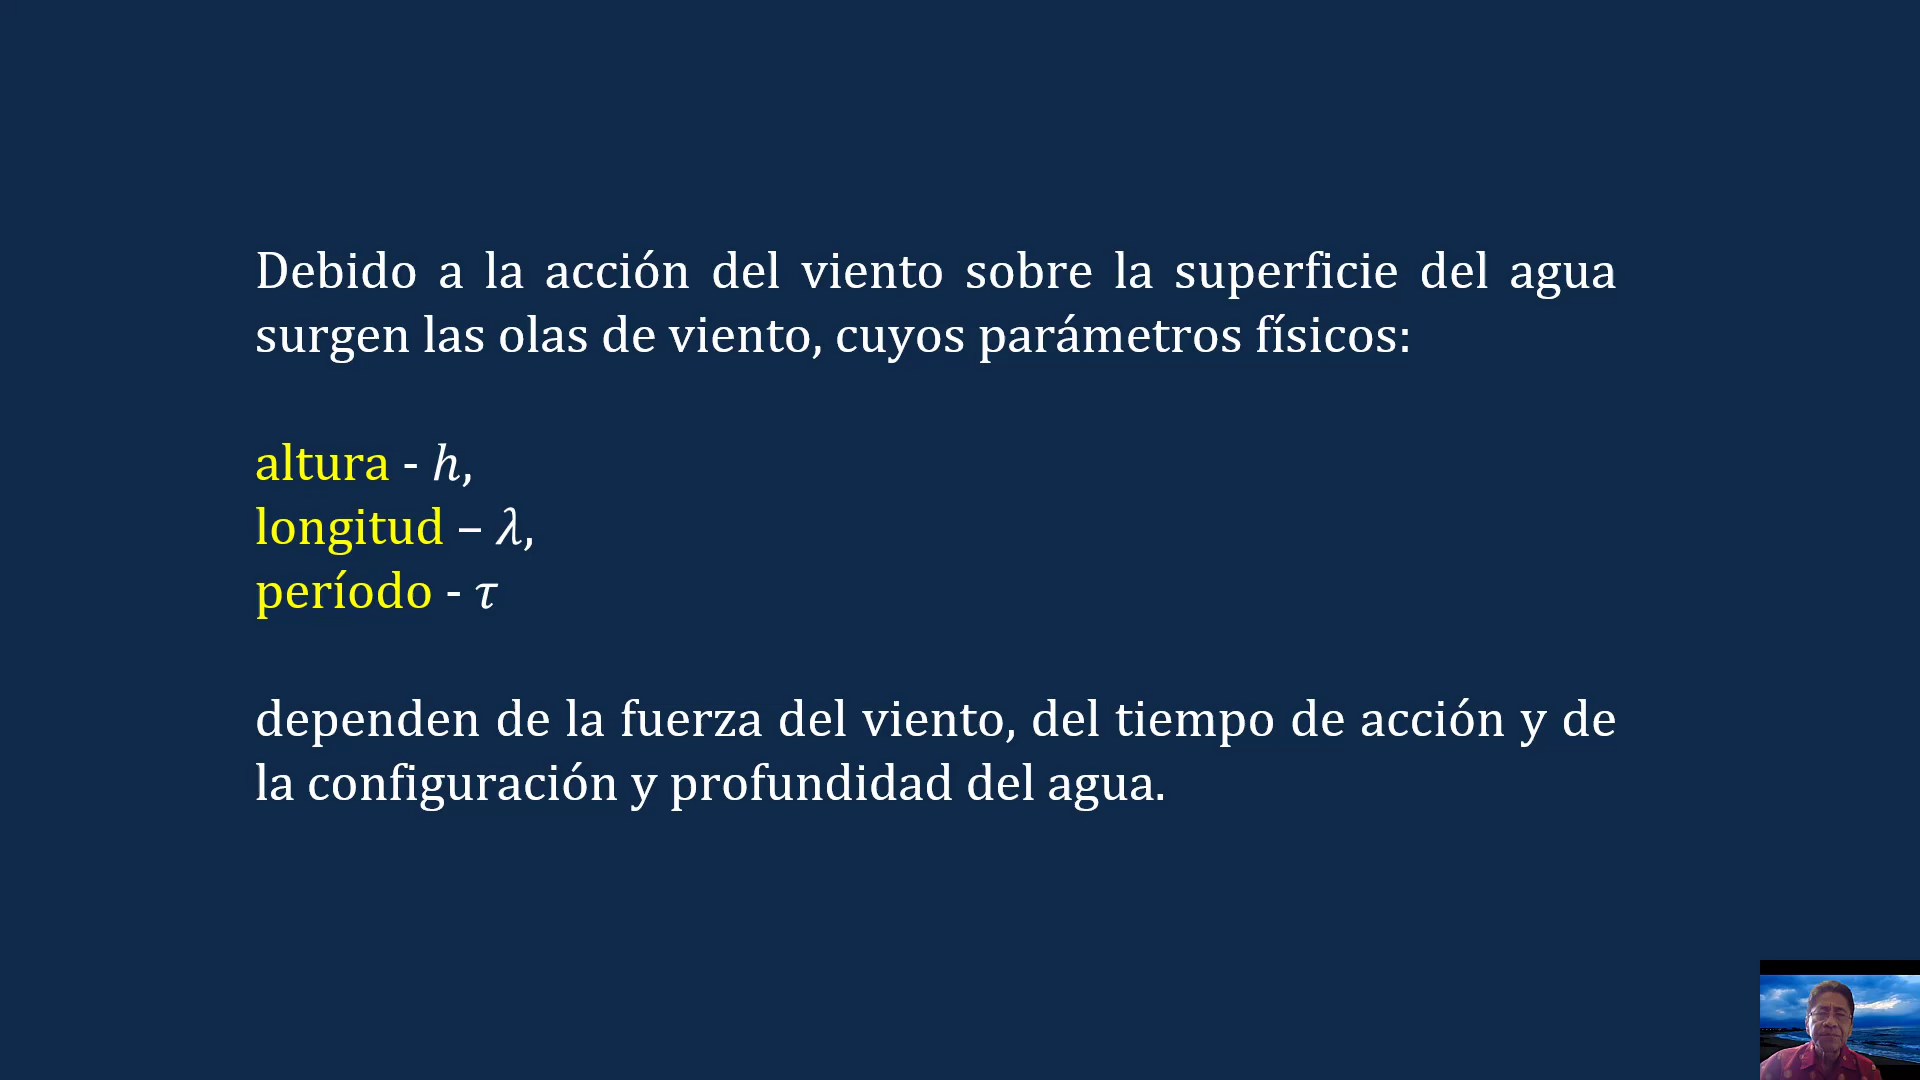 Debido a la acción del viento sobre la superficie del agua
surgen las olas de viento, cuyos parámetros físicos:
altura - h,
longitud – λ,
período - τ
dependen de la fuerza del viento, del tiempo de acción y de
la configuración y profundidad del agua.